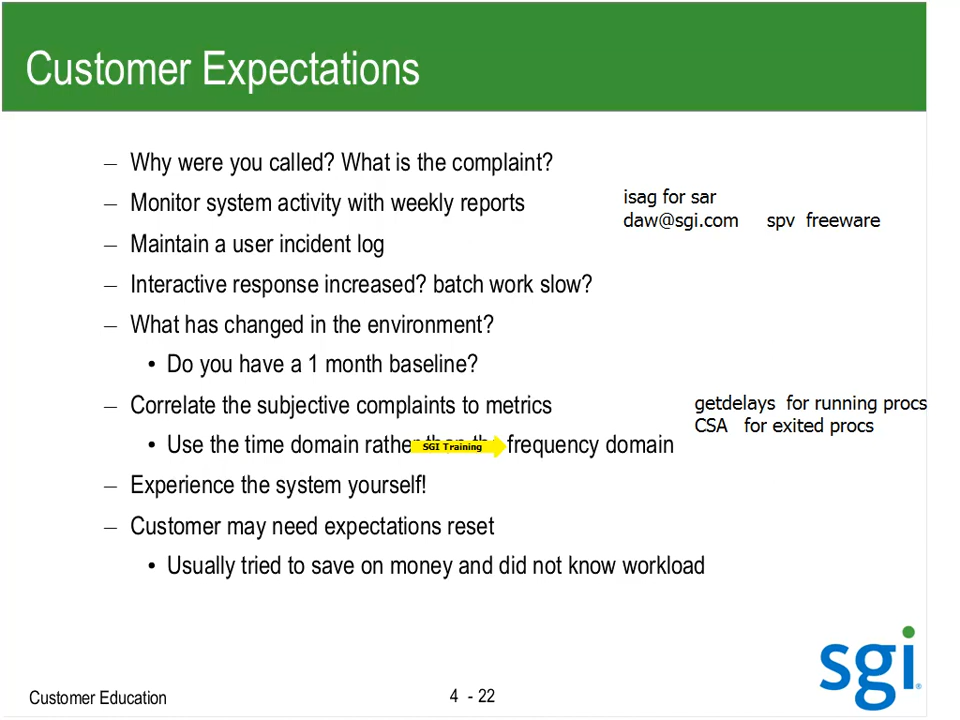 Customer Expectations
– Why were you called? What is the complaint?
– Monitor system activity with weekly reports
isag for sar
daw@sgi.com spv freeware
– Maintain a user incident log
– Interactive response increased? batch work slow?
– What has changed in the environment?
• Do you have a 1 month baseline?
– Correlate the subjective complaints to metrics
getdelays for running procs
CSA for exited procs
• Use the time domain rather than the frequency domain
SGI Training
– Experience the system yourself!
– Customer may need expectations reset
• Usually tried to save on money and did not know workload
sgi®
Customer Education
4 - 22